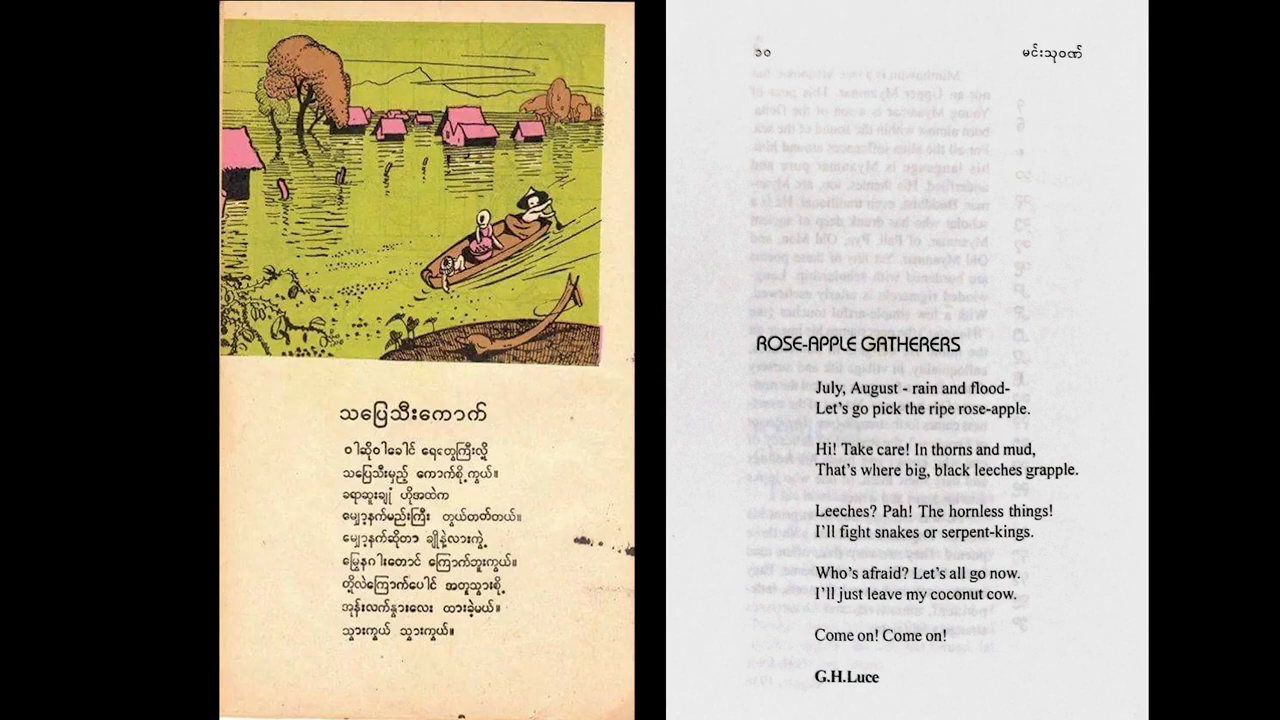 သပြေသီးကောက်
ဝါဆိုဝါခေါင် ရေတွေကြီးလို့
သပြေသီးမှည့် ကောက်စို့ကွယ်။
ခရာဆူးချုံ ဟိုအထဲက
မျှော့နက်မည်းကြီး တွယ်တတ်တယ်။
မျှော့နက်ဆိုတာ ချိုနဲ့လားကွဲ့
မြွေနဂါးတောင် ကြောက်ဘူးကွယ်။
တို့လဲကြောက်ပေါင် အတူသွားစို့
အုန်းလက်နွားလေး ထားခဲ့မယ်။
သွားကွယ် သွားကွယ်။
၁၀
မင်းသုဝဏ်
ROSE-APPLE GATHERERS
July, August - rain and flood-
Let's go pick the ripe rose-apple.
Hi! Take care! In thorns and mud,
That's where big, black leeches grapple.
Leeches? Pah! The hornless things!
I'll fight snakes or serpent-kings.
Who's afraid? Let's all go now.
I'll just leave my coconut cow.
Come on! Come on!
G.H.Luce